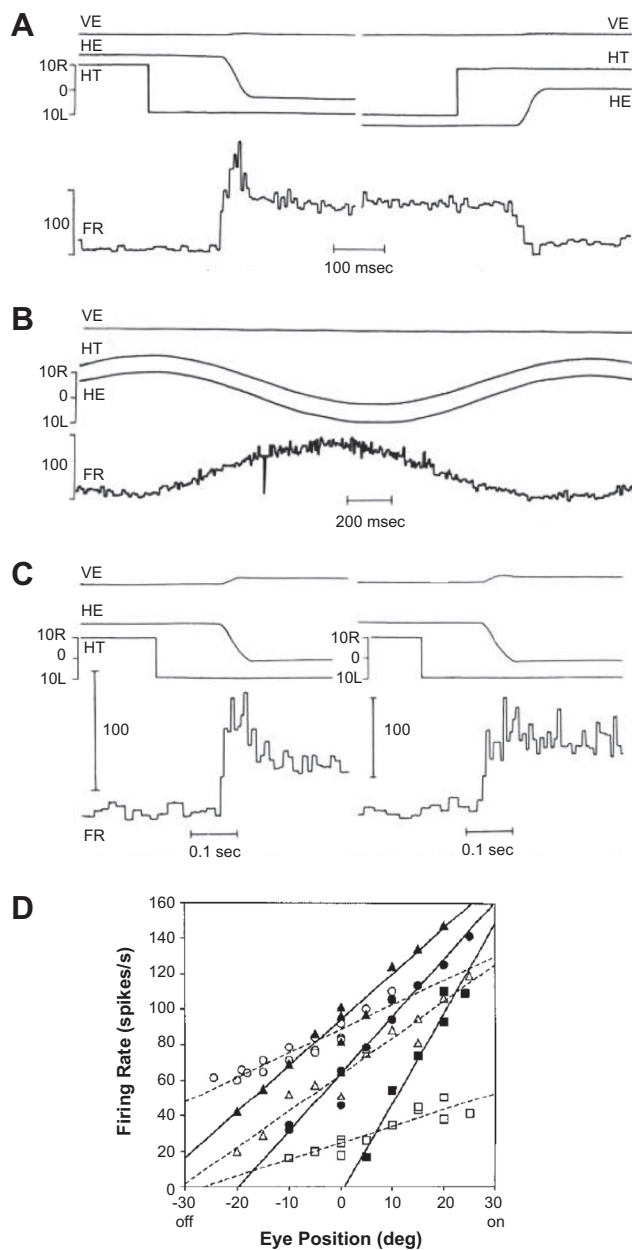 A
VE
HE
10R
HT
0
10L
VE
HT
HE
100
FR
100 msec
B
VE
HT
10R
HE
0
10L
100
FR
200 msec
C
VE
HE
10R
HT
0
10L
10R
0
10L
100
100
FR
0.1 sec
0.1 sec
D
Firing Rate (spikes/s)
160
140
120
100
80
60
40
20
0
-30 -20 -10 0 10 20 30
off on
Eye Position (deg)